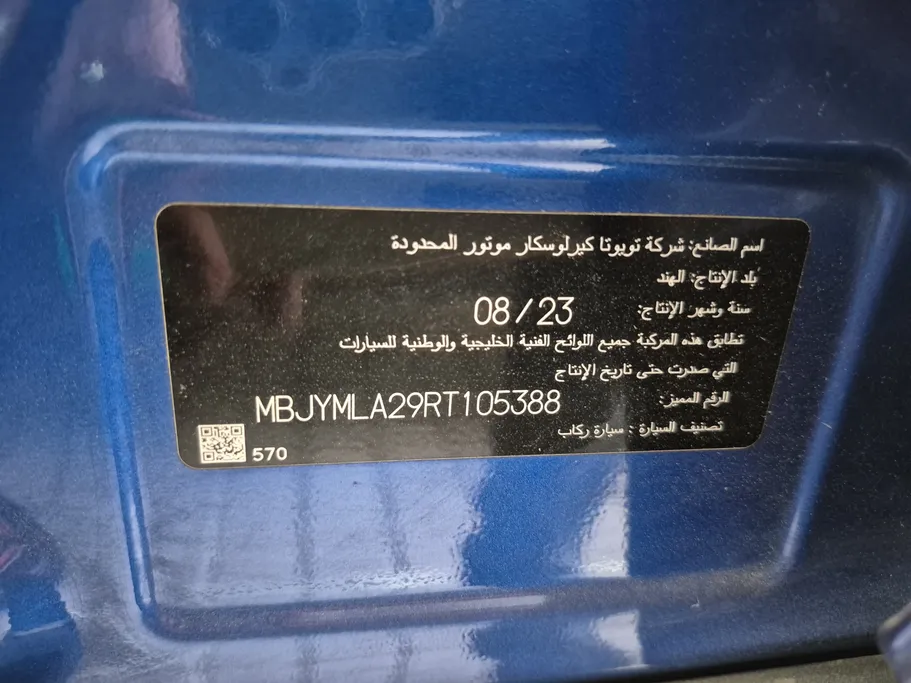 اسم الصانع: شركة تويوتا كيرلوسكار موتور المحدودة
بلد الإنتاج: الهند
سنة وشهر الإنتاج: 08/23
تطابق هذه المركبة جميع اللوائح الفنية الخليجية والوطنية للسيارات
التي صدرت حتى تاريخ الإنتاج
الرقم المميز: MBJYMLA29RT105388
تصنيف السيارة : سيارة ركاب
570